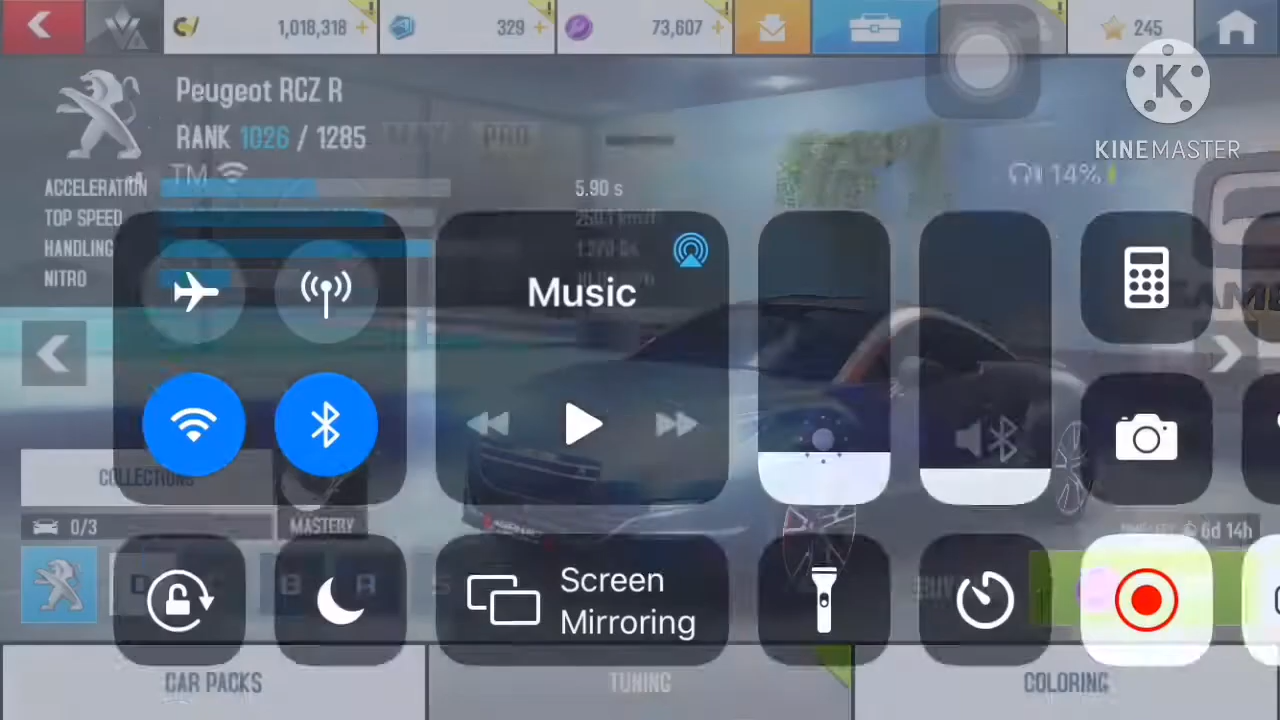 1,018,318 +
329 +
73,607 +
245
Peugeot RCZ R
RANK 1026 / 1285
K
KINEMASTER
TM
14%
ACCELERATION
5.90 s
TOP SPEED
HANDLING
NITRO
Music
COLLECTIONS
0/3
MASTERY
6d 14h
Screen
Mirroring
CAR PACKS
TUNING
COLORING